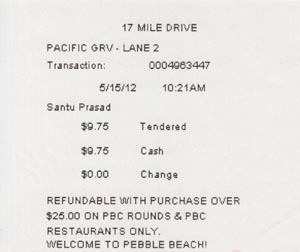 17 MILE DRIVE
PACIFIC GRV - LANE 2
Transaction: 0004963447
5/15/12 10:21AM
Santu Prasad
$9.75 Tendered
$9.75 Cash
$0.00 Change
REFUNDABLE WITH PURCHASE OVER
$25.00 ON PBC ROUNDS & PBC
RESTAURANTS ONLY.
WELCOME TO PEBBLE BEACH!